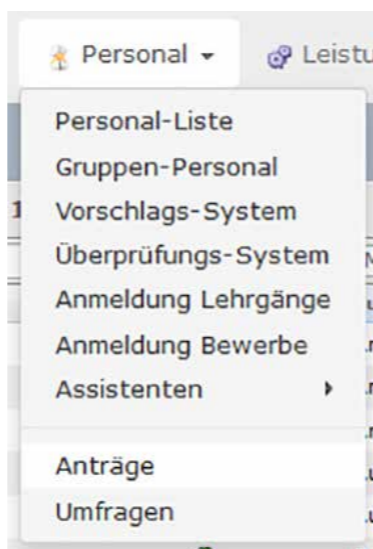 Personal
Leistu
Personal-Liste
Gruppen-Personal
Vorschlags-System
Überprüfungs-System
Anmeldung Lehrgänge
Anmeldung Bewerbe
Assistenten
Anträge
Umfragen